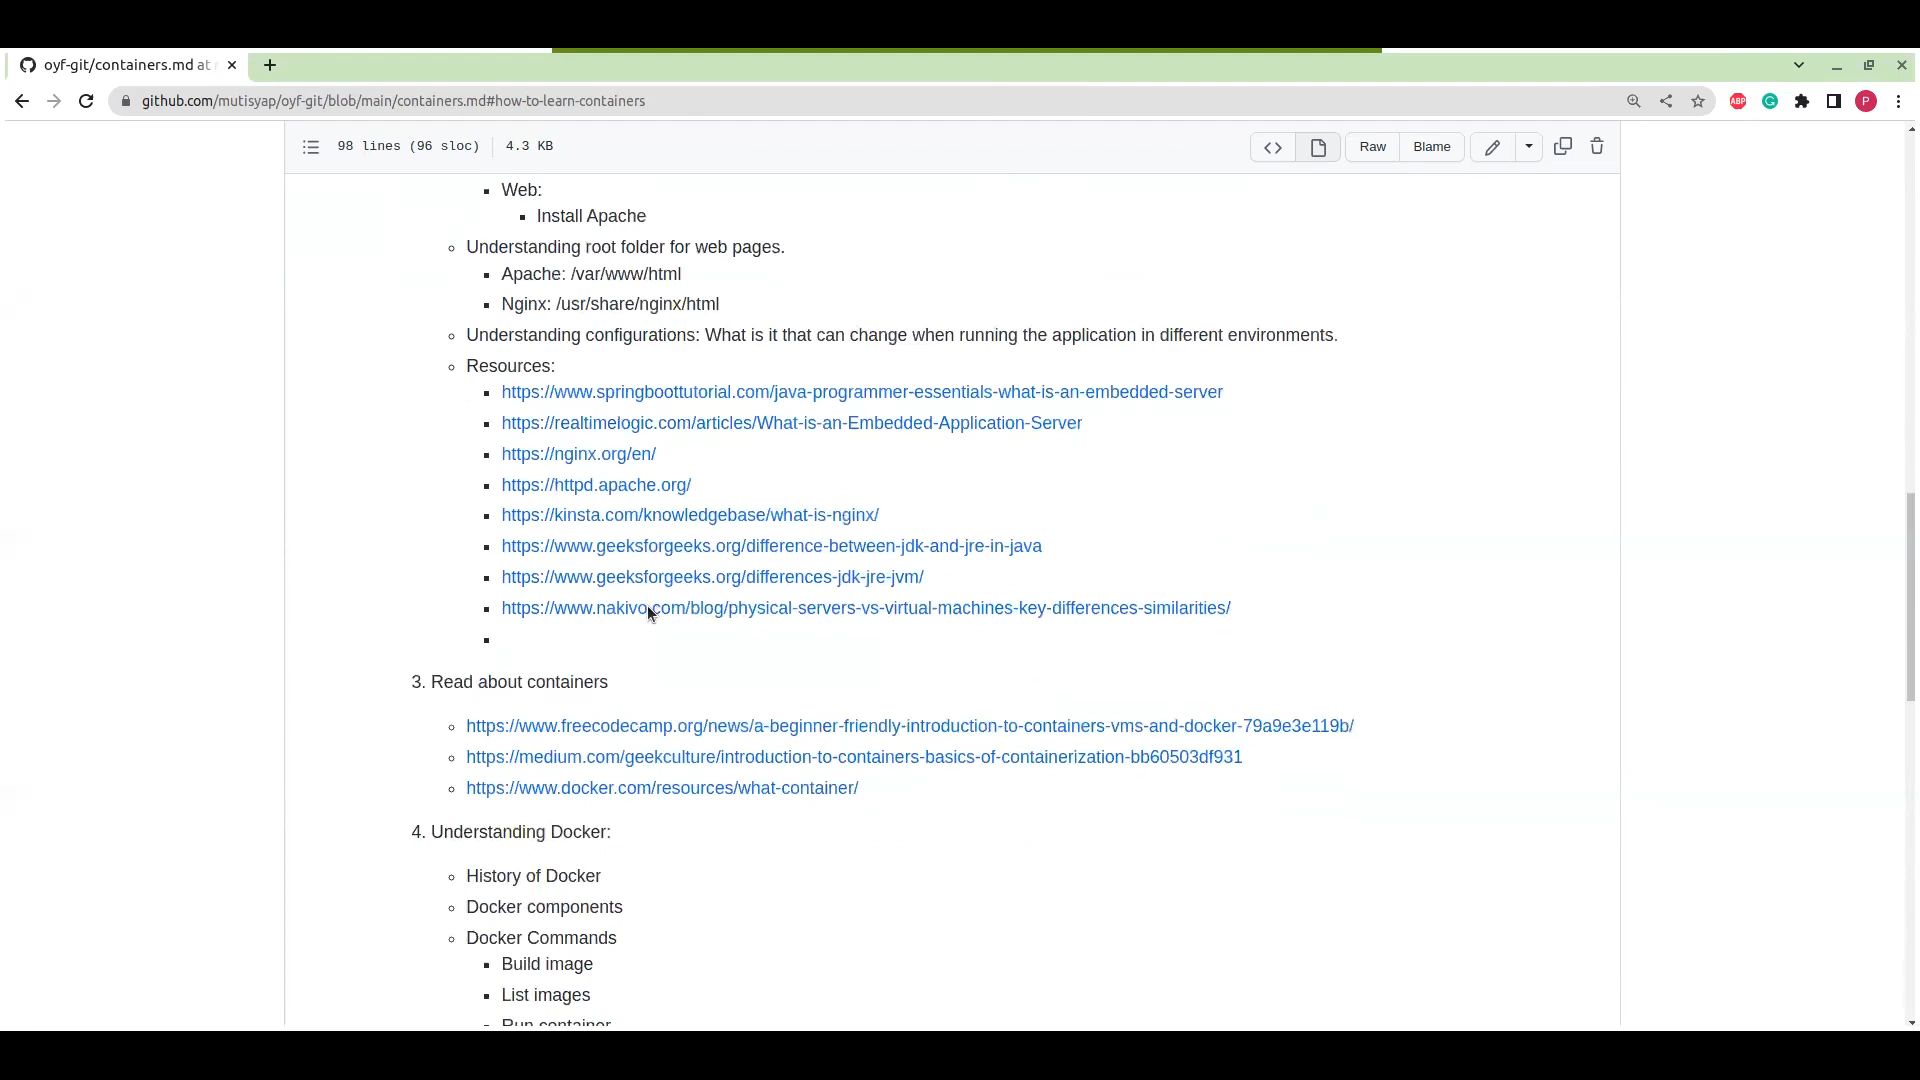 oyf-git/containers.md at
github.com/mutisyap/oyf-git/blob/main/containers.md#how-to-learn-containers
ABP
P
98 lines (96 sloc) 4.3 KB
Raw
Blame
Web:
Install Apache
Understanding root folder for web pages.
Apache: /var/www/html
Nginx: /usr/share/nginx/html
Understanding configurations: What is it that can change when running the application in different environments.
Resources:
https://www.springboottutorial.com/java-programmer-essentials-what-is-an-embedded-server
https://realtimelogic.com/articles/What-is-an-Embedded-Application-Server
https://nginx.org/en/
https://httpd.apache.org/
https://kinsta.com/knowledgebase/what-is-nginx/
https://www.geeksforgeeks.org/difference-between-jdk-and-jre-in-java
https://www.geeksforgeeks.org/differences-jdk-jre-jvm/
https://www.nakivo.com/blog/physical-servers-vs-virtual-machines-key-differences-similarities/
3. Read about containers
https://www.freecodecamp.org/news/a-beginner-friendly-introduction-to-containers-vms-and-docker-79a9e3e119b/
https://medium.com/geekculture/introduction-to-containers-basics-of-containerization-bb60503df931
https://www.docker.com/resources/what-container/
4. Understanding Docker:
History of Docker
Docker components
Docker Commands
Build image
List images
Run container